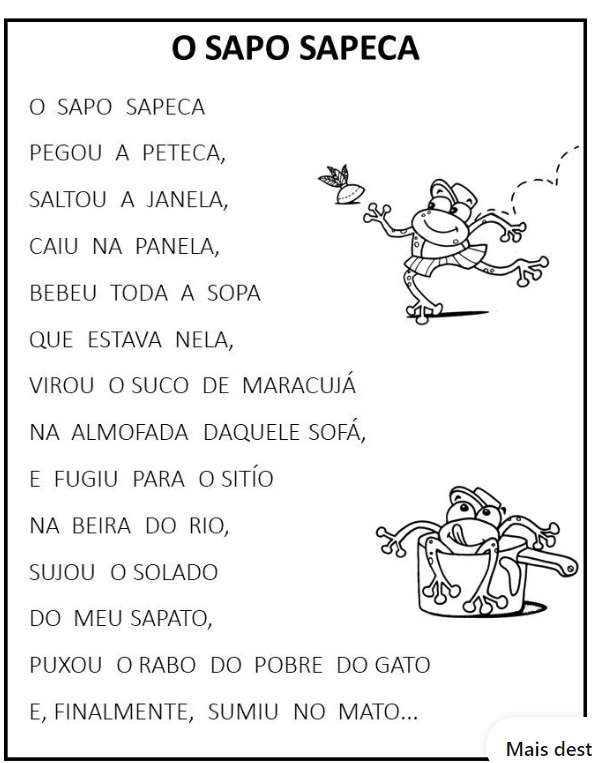 O SAPO SAPECA
O SAPO SAPECA
PEGOU A PETECA,
SALTOU A JANELA,
CAIU NA PANELA,
BEBEU TODA A SOPA
QUE ESTAVA NELA,
VIROU O SUCO DE MARACUJÁ
NA ALMOFADA DAQUELE SOFÁ,
E FUGIU PARA O SITÍO
NA BEIRA DO RIO,
SUJOU O SOLADO
DO MEU SAPATO,
PUXOU O RABO DO POBRE DO GATO
E, FINALMENTE, SUMIU NO MATO...
Mais dest